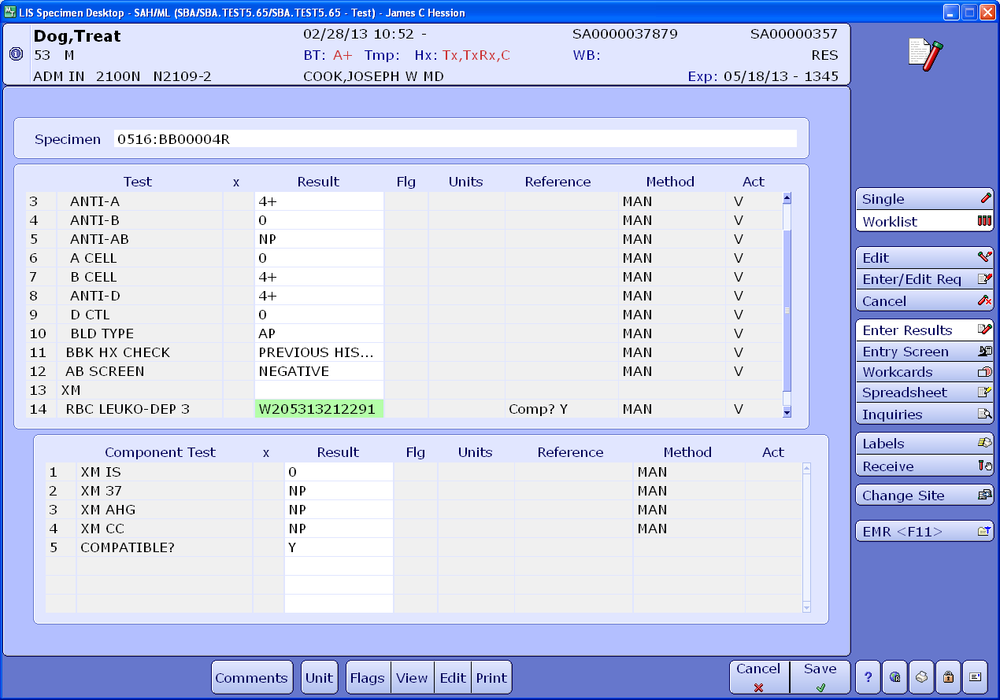 LIS Specimen Desktop - SAH/ML (SBA/SBA.TEST5.65/SBA.TEST5.65 - Test) - James C Hession
Dog,Treat 02/28/13 10:52 - SA0000037879 SA00000357
53 M BT: A+ Tmp: Hx: Tx,TxRx,C WB: RES
ADM IN 2100N N2109-2 COOK,JOSEPH W MD Exp: 05/18/13 - 1345
Specimen 0516:BB00004R
Test x Result Flg Units Reference Method Act
3 ANTI-A 4+ MAN V
4 ANTI-B 0 MAN V
5 ANTI-AB NP MAN V
6 A CELL 0 MAN V
7 B CELL 4+ MAN V
8 ANTI-D 4+ MAN V
9 D CTL 0 MAN V
10 BLD TYPE AP MAN V
11 BBK HX CHECK PREVIOUS HIS... MAN V
12 AB SCREEN NEGATIVE MAN V
13 XM
14 RBC LEUKO-DEP 3 W205313212291 Comp? Y MAN V
Component Test x Result Flg Units Reference Method Act
1 XM IS 0 MAN
2 XM 37 NP MAN
3 XM AHG NP MAN
4 XM CC NP MAN
5 COMPATIBLE? Y
Single
Worklist
Edit
Enter/Edit Req
Cancel
Enter Results
Entry Screen
Workcards
Spreadsheet
Inquiries
Labels
Receive
Change Site
EMR <F11>
Comments Unit Flags View Edit Print Cancel Save ?